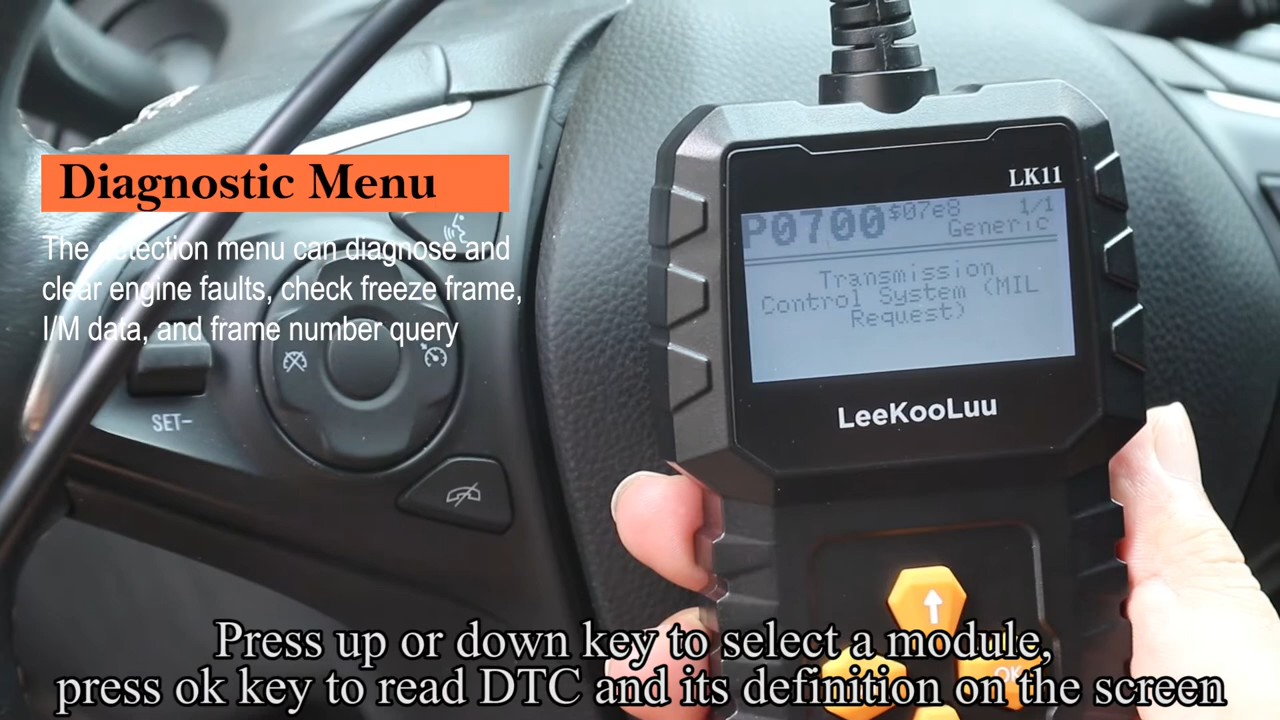 Diagnostic Menu
The detection menu can diagnose and
clear engine faults, check freeze frame,
I/M data, and frame number query
SET-
LK11
P0700 $07e8 1/1
Generic
Transmission
Control System (MIL
Request)
LeeKooLuu
OK
Press up or down key to select a module,
press ok key to read DTC and its definition on the screen